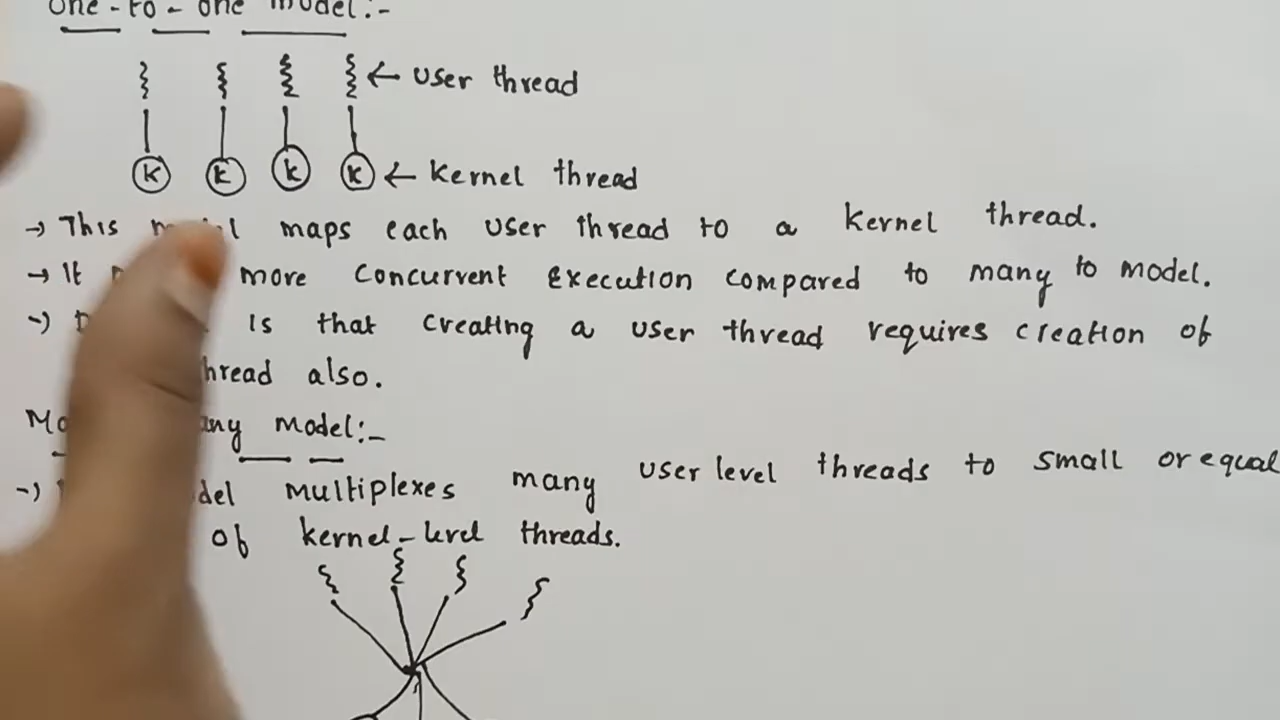 One-to-one model:-
← user thread
K K K K ← kernel thread
→ This maps each user thread to a kernel thread.
→ It more concurrent execution compared to many to model.
→ is that creating a user thread requires creation of
also.
model:-
→ multiplexes many user level threads to small or equal
of kernel-level threads.